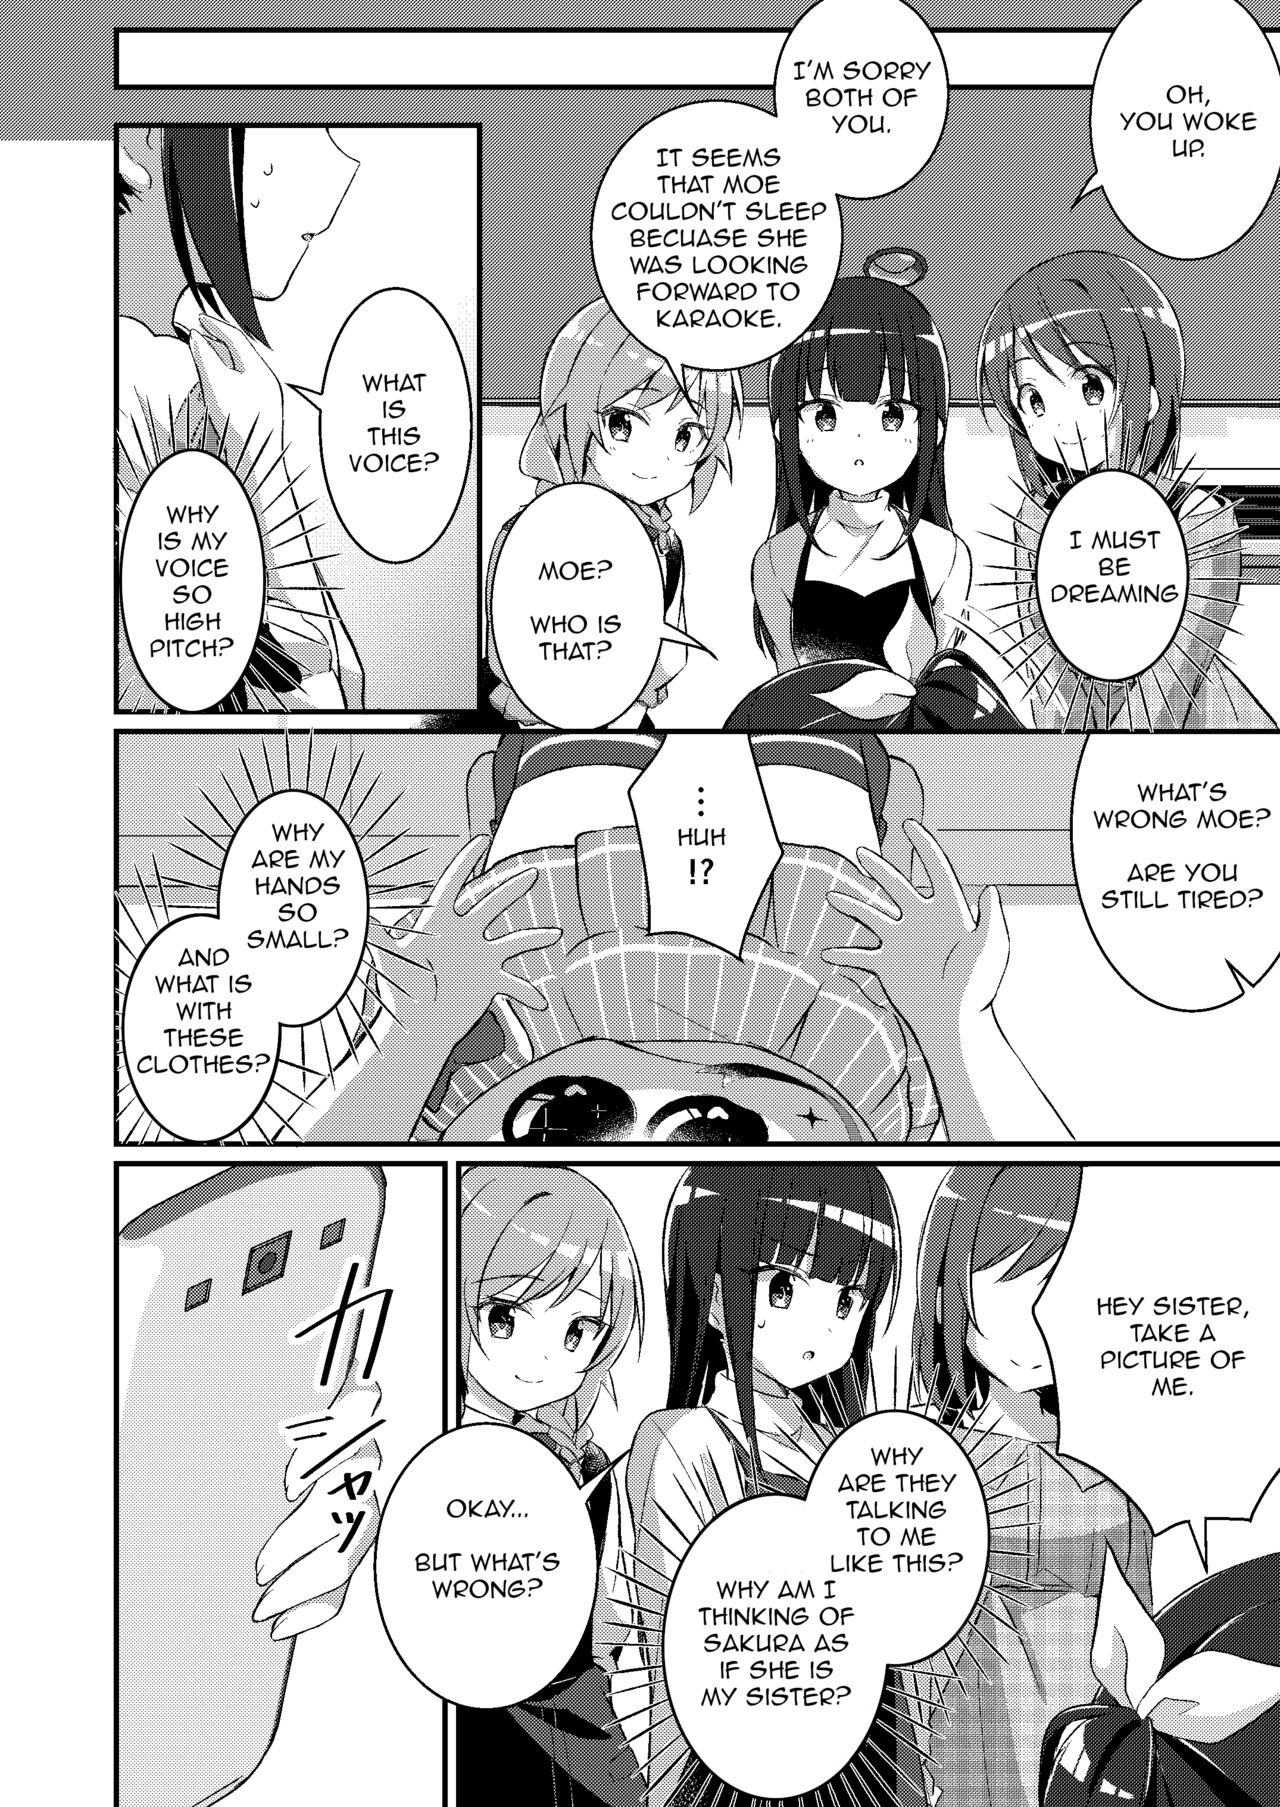 OH,
YOU WOKE
UP.
I'M SORRY
BOTH OF
YOU.
IT SEEMS
THAT MOE
COULDN'T SLEEP
BECUASE SHE
WAS LOOKING
FORWARD TO
KARAOKE.
I MUST
BE
DREAMING
MOE?
WHO IS
THAT?
WHAT
IS
THIS
VOICE?
WHY
IS MY
VOICE
SO
HIGH
PITCH?
WHAT'S
WRONG MOE?
ARE YOU
STILL TIRED?
...
HUH
!?
WHY
ARE MY
HANDS
SO
SMALL?
AND
WHAT IS
WITH
THESE
CLOTHES?
HEY SISTER,
TAKE A
PICTURE OF
ME.
WHY
ARE THEY
TALKING
TO ME
LIKE THIS?
WHY AM I
THINKING OF
SAKURA AS
IF SHE IS
MY SISTER?
OKAY...
BUT WHAT'S
WRONG?
カシャッ